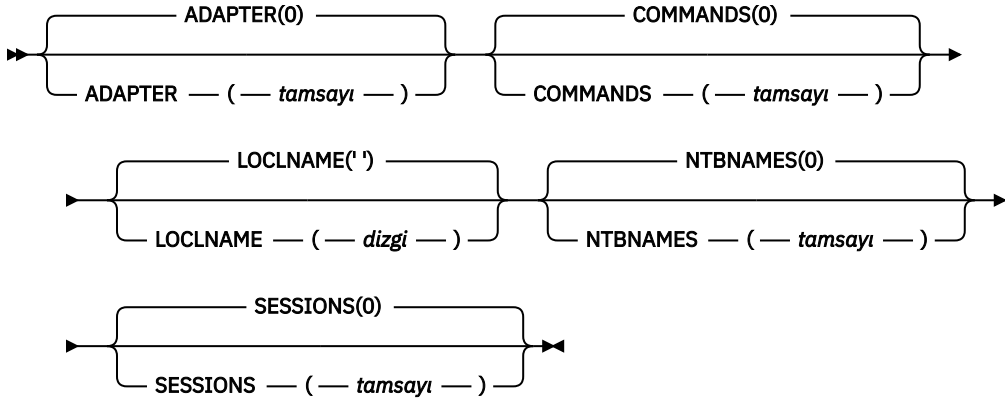 ADAPTER(0) COMMANDS(0)
ADAPTER ( tamsayı ) COMMANDS ( tamsayı )
LOCLNAME(' ') NTBNAMES(0)
LOCLNAME ( dizgi ) NTBNAMES ( tamsayı )
SESSIONS(0)
SESSIONS ( tamsayı )